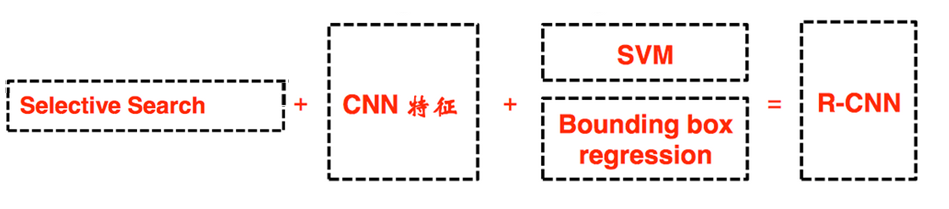 Selective Search
+
CNN 特征
+
SVM
Bounding box
regression
=
R-CNN